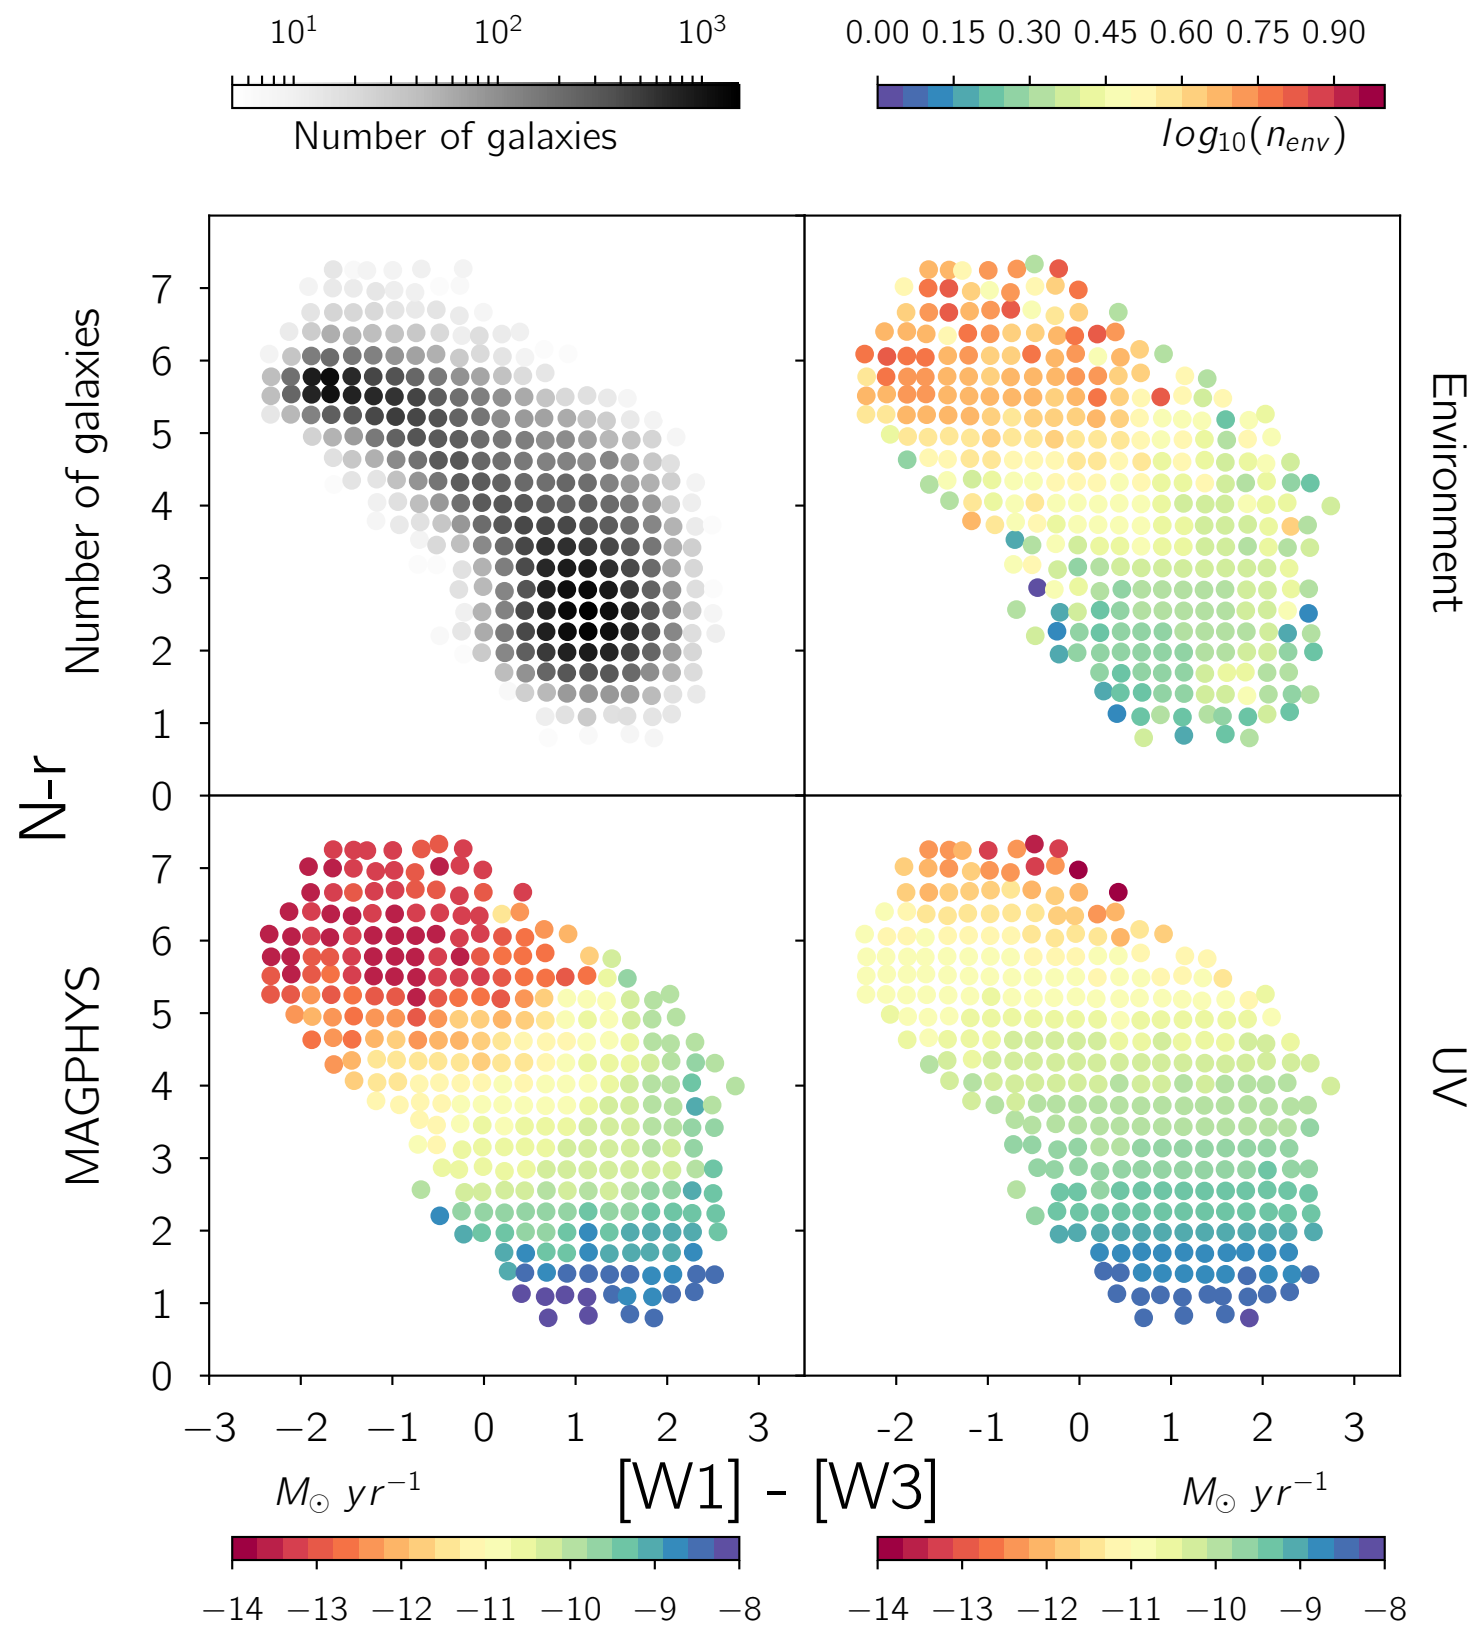 10¹ 10² 10³
0.00 0.15 0.30 0.45 0.60 0.75 0.90
Number of galaxies
log₁₀(nₑₙᵥ)
Number of galaxies
7
6
5
4
3
2
1
0
Environment
N-r
MAGPHYS
7
6
5
4
3
2
1
0
UV
−3 −2 −1 0 1 2 3
-2 -1 0 1 2 3
[W1] - [W3]
M⊙ yr⁻¹
M⊙ yr⁻¹
−14 −13 −12 −11 −10 −9 −8
−14 −13 −12 −11 −10 −9 −8